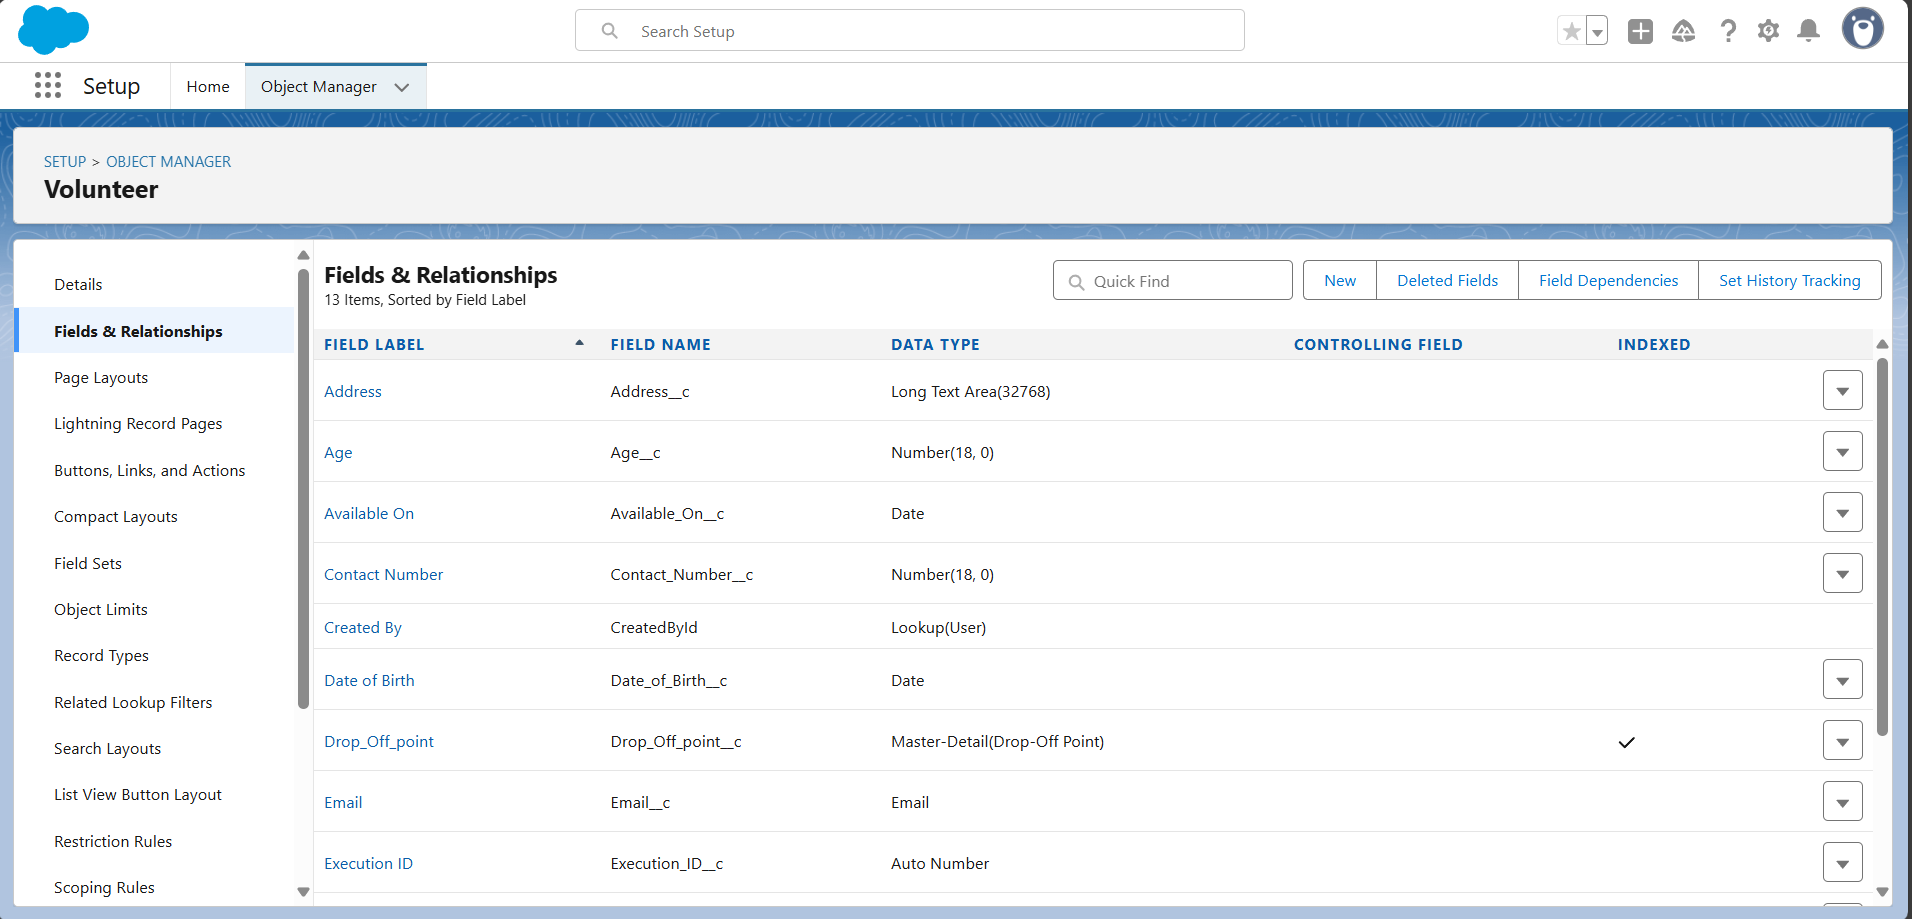 Search Setup
Setup
Home
Object Manager
SETUP > OBJECT MANAGER
Volunteer
Details
Fields & Relationships
Page Layouts
Lightning Record Pages
Buttons, Links, and Actions
Compact Layouts
Field Sets
Object Limits
Record Types
Related Lookup Filters
Search Layouts
List View Button Layout
Restriction Rules
Scoping Rules
Fields & Relationships
13 Items, Sorted by Field Label
Quick Find
New
Deleted Fields
Field Dependencies
Set History Tracking
FIELD LABEL FIELD NAME DATA TYPE CONTROLLING FIELD INDEXED
Address Address__c Long Text Area(32768)
Age Age__c Number(18, 0)
Available On Available_On__c Date
Contact Number Contact_Number__c Number(18, 0)
Created By CreatedById Lookup(User)
Date of Birth Date_of_Birth__c Date
Drop_Off_point Drop_Off_point__c Master-Detail(Drop-Off Point)
Email Email__c Email
Execution ID Execution_ID__c Auto Number